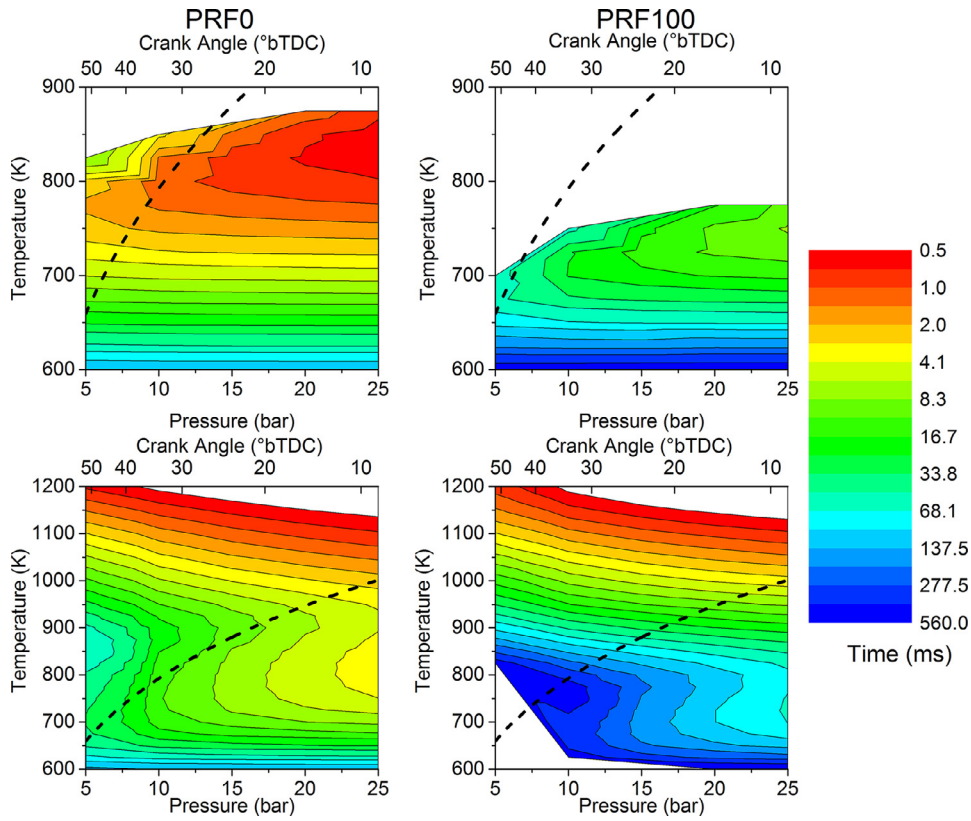 PRF0
PRF100
Crank Angle (°bTDC)
Crank Angle (°bTDC)
50 40 30 20 10
50 40 30 20 10
900
800
700
600
Temperature (K)
5 10 15 20 25
Pressure (bar)
900
800
700
600
Temperature (K)
5 10 15 20 25
Pressure (bar)
Crank Angle (°bTDC)
Crank Angle (°bTDC)
50 40 30 20 10
50 40 30 20 10
1200
1100
1000
900
800
700
600
Temperature (K)
5 10 15 20 25
Pressure (bar)
1200
1100
1000
900
800
700
600
Temperature (K)
5 10 15 20 25
Pressure (bar)
0.5
1.0
2.0
4.1
8.3
16.7
33.8
68.1
137.5
277.5
560.0
Time (ms)